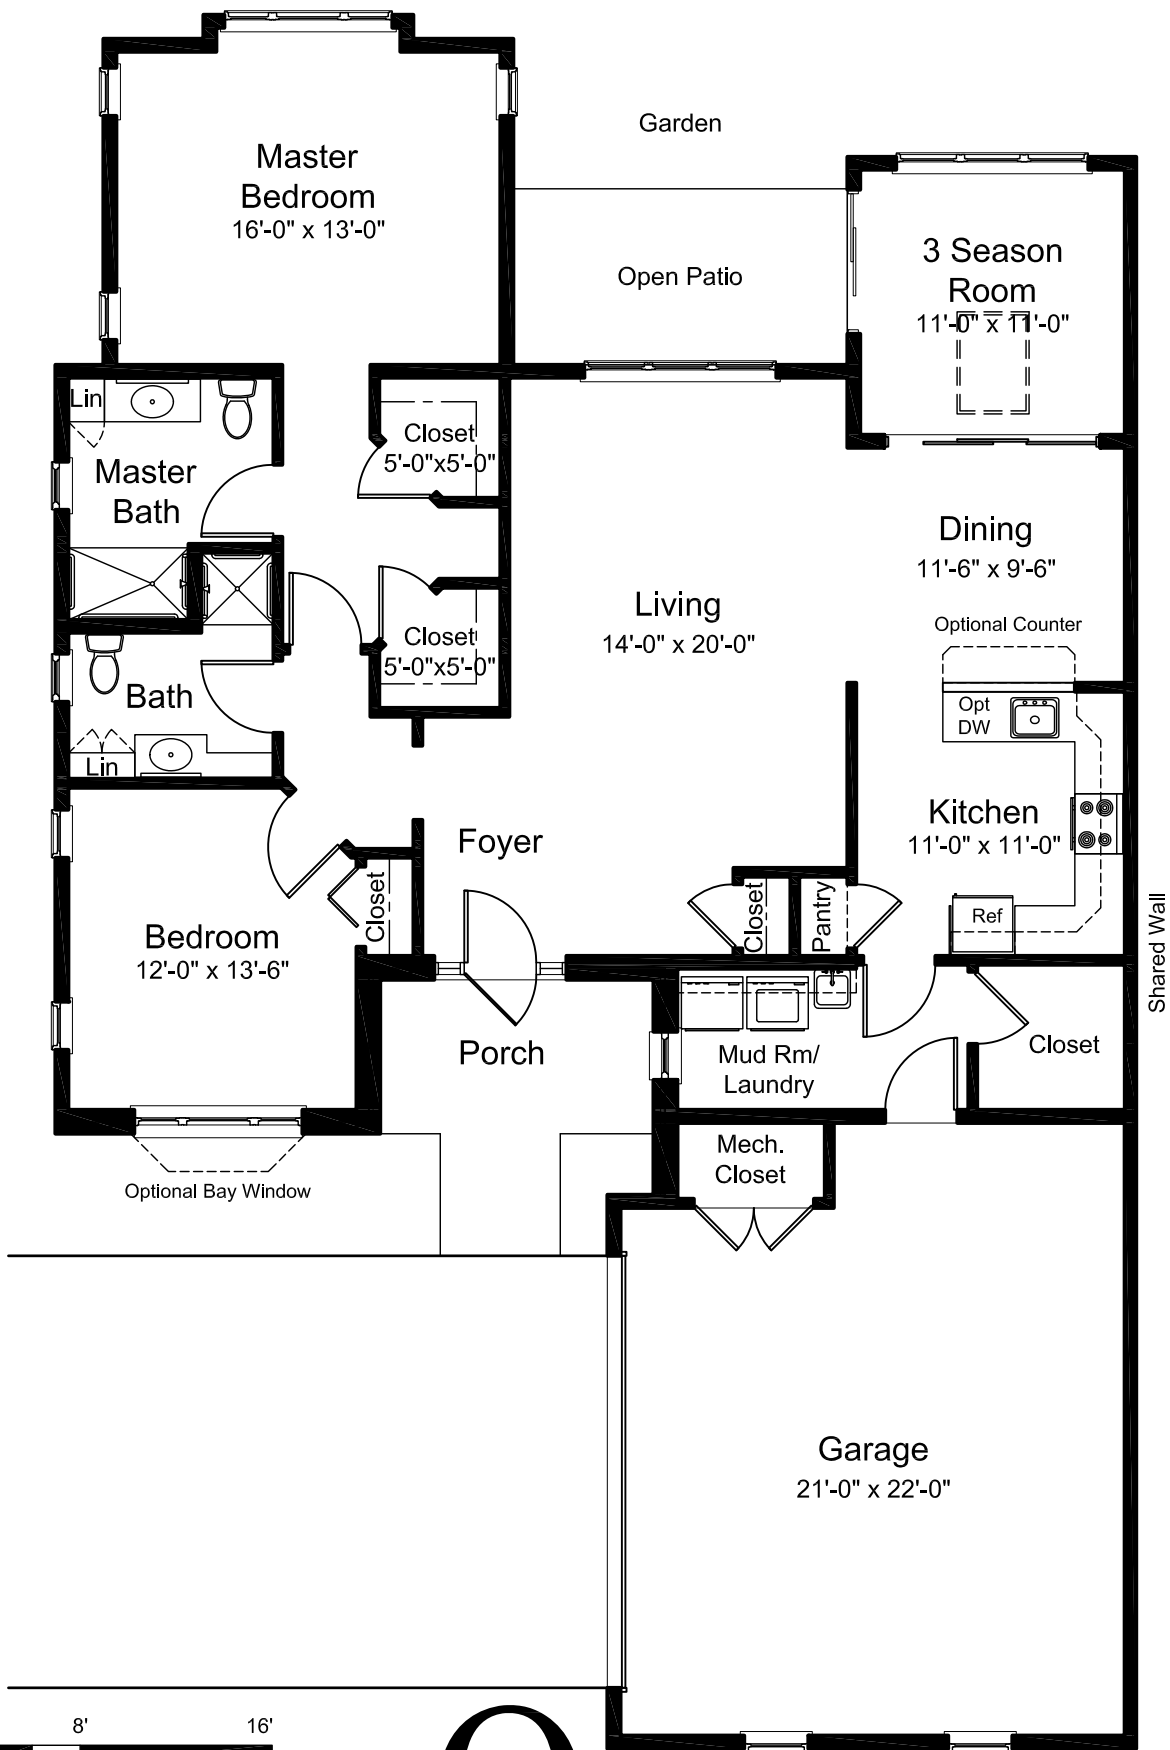 Garden
Master
Bedroom
16'-0" x 13'-0"
3 Season
Room
11'-0" x 11'-0"
Open Patio
Lin
Closet
5'-0"x5'-0"
Master
Bath
Dining
11'-6" x 9'-6"
Living
14'-0" x 20'-0"
Optional Counter
Closet
5'-0"x5'-0"
Bath
Opt
DW
Lin
Kitchen
11'-0" x 11'-0"
Foyer
Closet
Closet
Pantry
Ref
Shared Wall
Bedroom
12'-0" x 13'-6"
Porch
Mud Rm/
Laundry
Closet
Mech.
Closet
Optional Bay Window
Garage
21'-0" x 22'-0"
8'
16'